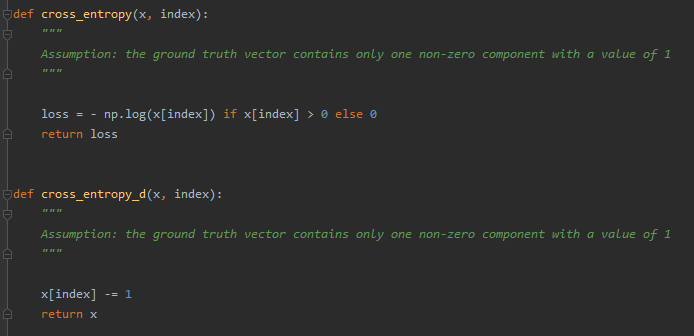 def cross_entropy(x, index):
    """
    Assumption: the ground truth vector contains only one non-zero component with a value of 1
    """
    loss = - np.log(x[index]) if x[index] > 0 else 0
    return loss
def cross_entropy_d(x, index):
    """
    Assumption: the ground truth vector contains only one non-zero component with a value of 1
    """
    x[index] -= 1
    return x